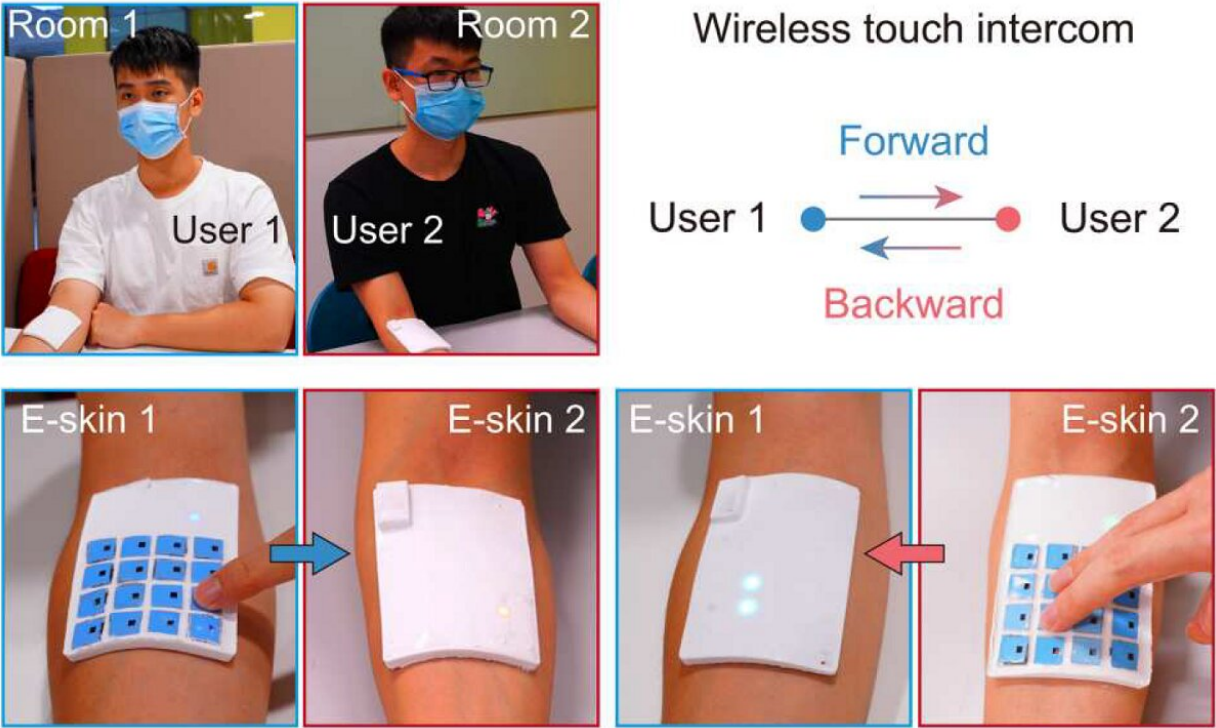 Room 1
Room 2
User 1
User 2
Wireless touch intercom
Forward
User 1
User 2
Backward
E-skin 1
E-skin 2
E-skin 1
E-skin 2